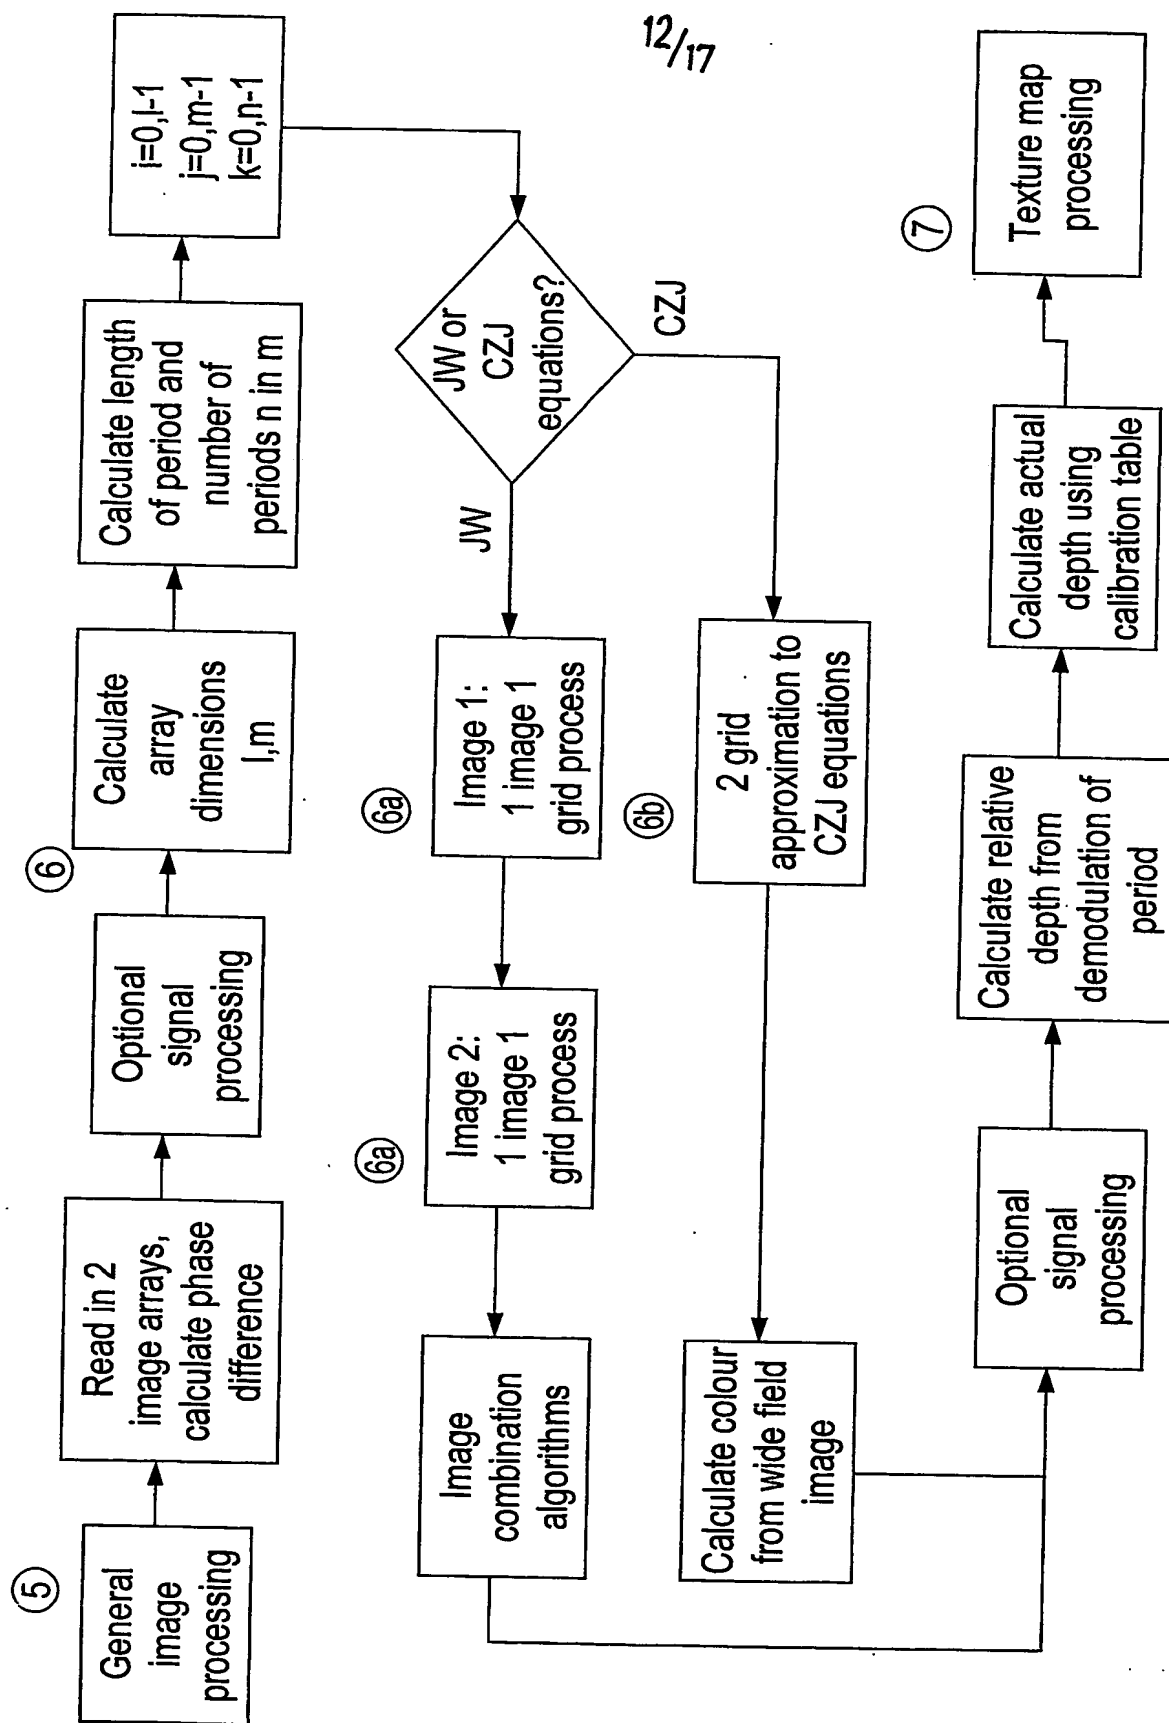 12/17
5
General
image
processing
Read in 2
image arrays,
calculate phase
difference
Optional
signal
processing
6
Calculate
array
dimensions
l,m
Calculate length
of period and
number of
periods n in m
i=0,l-1
j=0,m-1
k=0,n-1
JW or
CZJ
equations?
JW
CZJ
6a
Image 1:
1 image 1
grid process
6a
Image 2:
1 image 1
grid process
Image
combination
algorithms
6b
2 grid
approximation to
CZJ equations
Calculate colour
from wide field
image
Optional
signal
processing
Calculate relative
depth from
demodulation of
period
Calculate actual
depth using
calibration table
7
Texture map
processing